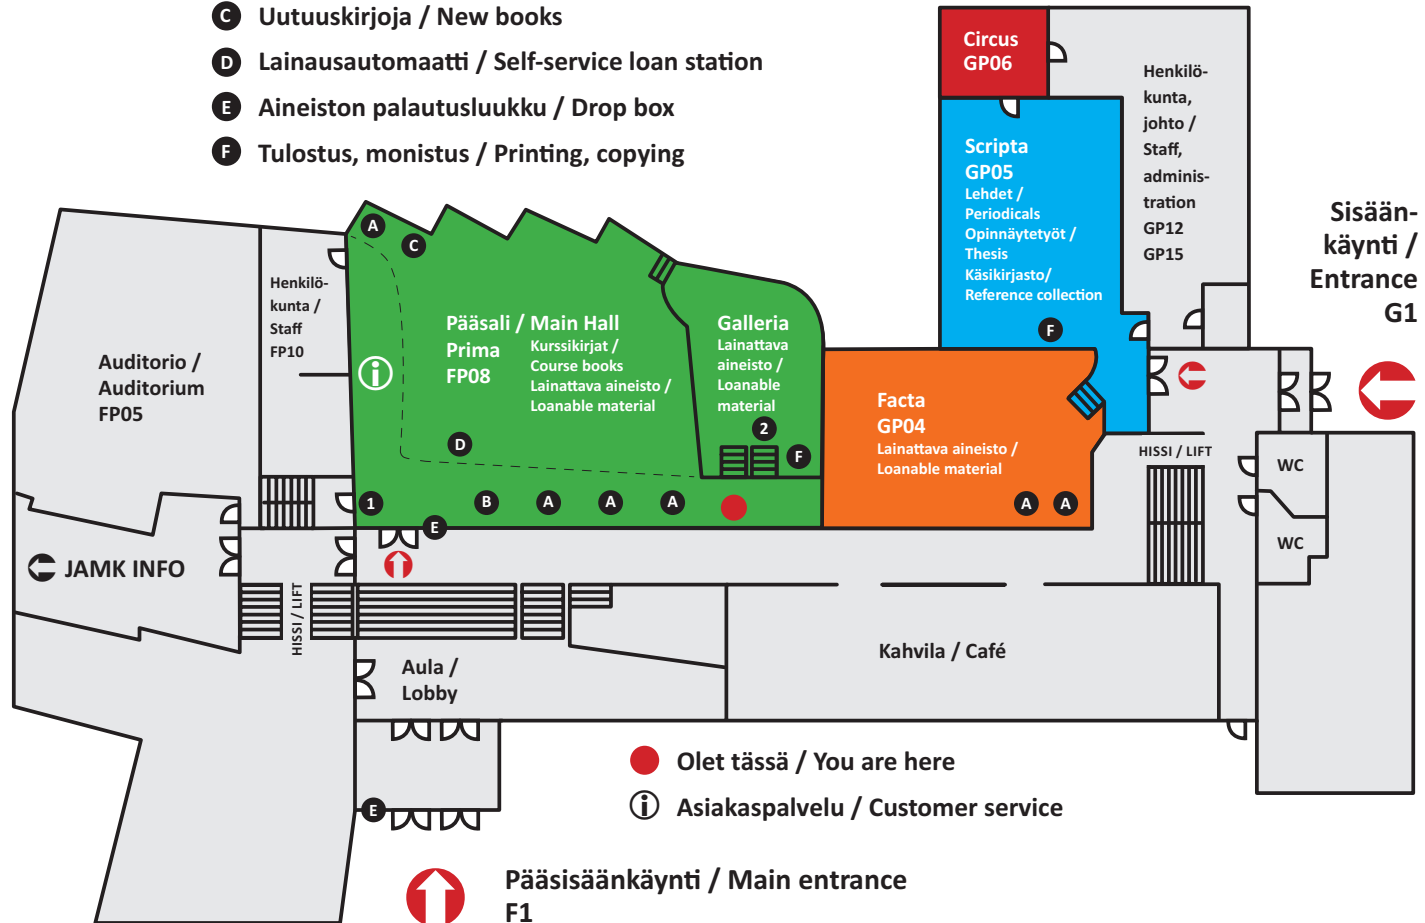 C Uutuuskirjoja / New books
D Lainausautomaatti / Self-service loan station
E Aineiston palautusluukku / Drop box
F Tulostus, monistus / Printing, copying
Circus
GP06
Henkilö-
kunta,
johto /
Staff,
adminis-
tration
GP12
GP15
Scripta
GP05
Lehdet /
Periodicals
Opinnäytetyöt /
Thesis
Käsikirjasto/
Reference collection
F
Sisään-
käynti /
Entrance
G1
A
C
Henkilö-
kunta /
Staff
FP10
Auditorio /
Auditorium
FP05
i
Pääsali / Main Hall
Prima
FP08
Kurssikirjat /
Course books
Lainattava aineisto /
Loanable material
Galleria
Lainattava
aineisto /
Loanable
material
2
F
D
Facta
GP04
Lainattava aineisto /
Loanable material
A A
HISSI / LIFT
WC
WC
1
B A A A
E
JAMK INFO
HISSI / LIFT
Aula /
Lobby
Kahvila / Café
E
Olet tässä / You are here
i Asiakaspalvelu / Customer service
Pääsisäänkäynti / Main entrance
F1